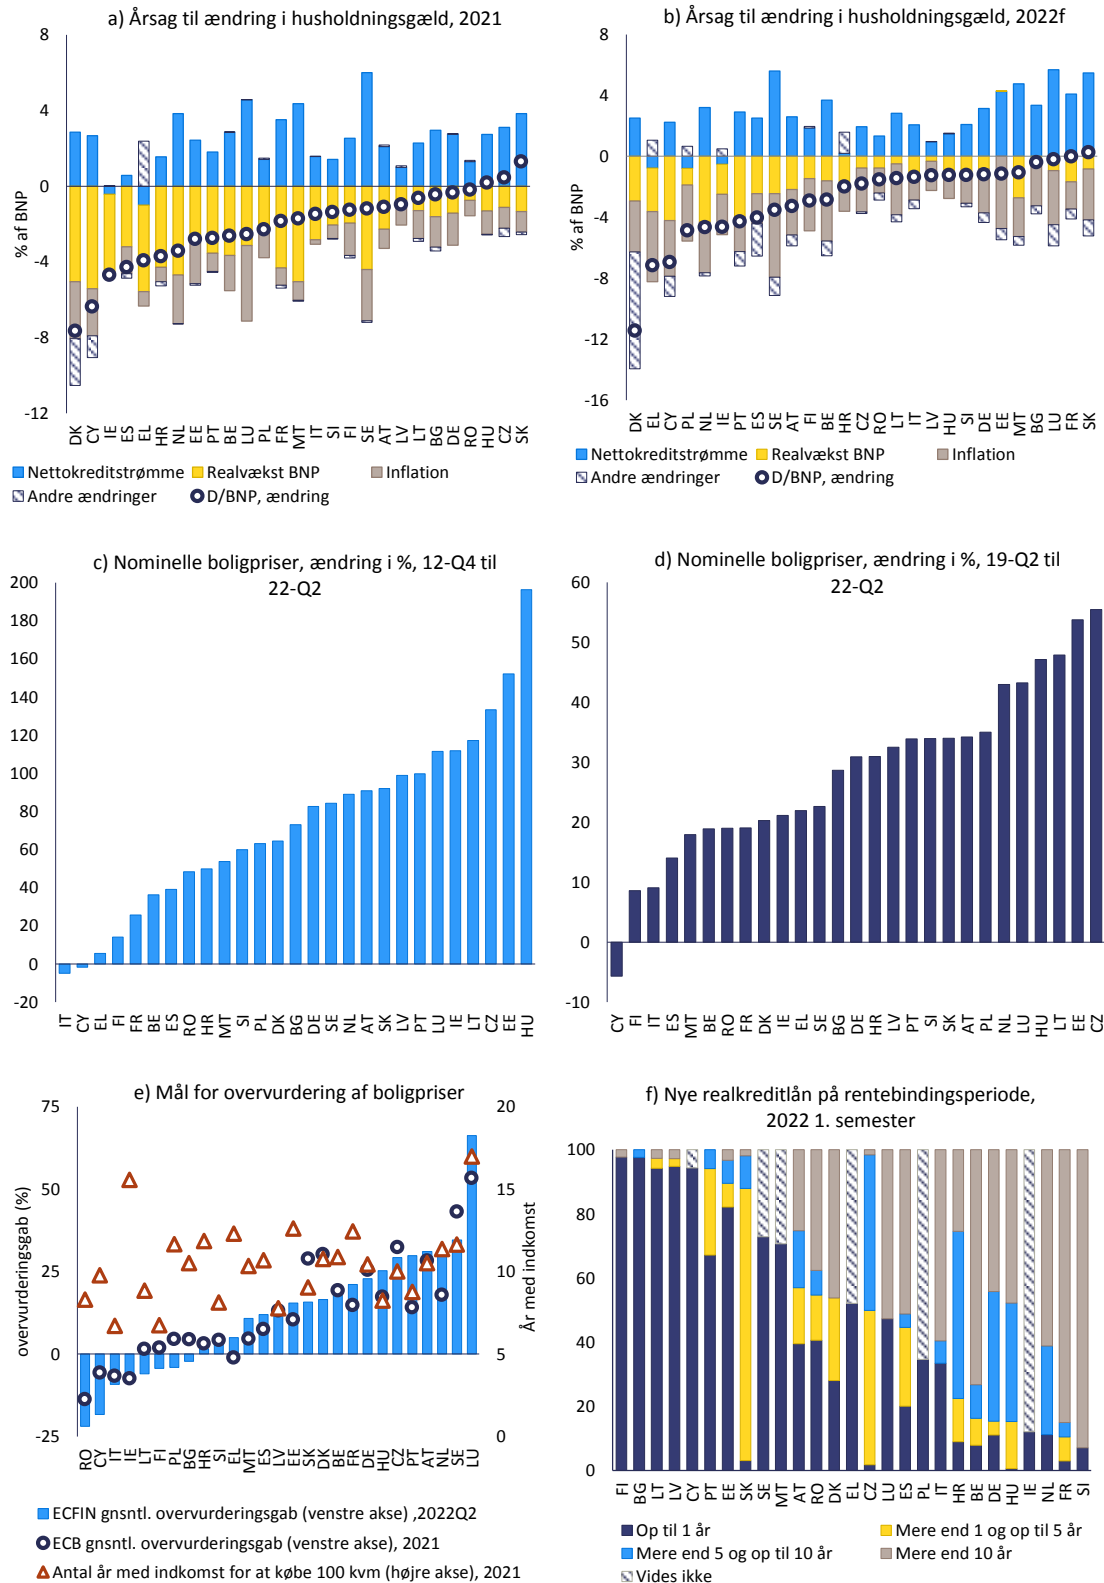 a) Årsag til ændring i husholdningsgæld, 2021
8
4
0
-4
-8
-12
% af BNP
DK CY IE ES EL HR NL EE PT BE LU PL FR MT IT SI FI SE AT LV LT BG DE RO HU CZ SK
Nettokreditstrømme Realvækst BNP Inflation
Andre ændringer D/BNP, ændring
b) Årsag til ændring i husholdningsgæld, 2022f
8
4
0
-4
-8
-12
-16
% af BNP
DK EL CY PL NL IE PT ES SE AT FI BE HR CZ RO LT IT LV HU SI DE EE MT BG LU FR SK
Nettokreditstrømme Realvækst BNP Inflation
Andre ændringer D/BNP, ændring
c) Nominelle boligpriser, ændring i %, 12-Q4 til
22-Q2
200
180
160
140
120
100
80
60
40
20
0
-20
IT CY EL FI FR BE ES RO HR MT SI PL DK BG DE SE NL AT SK LV PT LU IE LT CZ EE HU
d) Nominelle boligpriser, ændring i %, 19-Q2 til
22-Q2
60
50
40
30
20
10
0
-10
CY FI IT ES MT BE RO FR DK IE EL SE BG DE HR LV PT SI SK AT PL NL LU HU LT EE CZ
e) Mål for overvurdering af boligpriser
75
50
25
0
-25
overvurderingsgab (%)
20
15
10
5
0
År med indkomst
RO CY IT IE LT FI PL BG HR SI EL MT ES LV EE SK DK BE FR DE HU CZ PT AT NL SE LU
ECFIN gnsntl. overvurderingsgab (venstre akse) ,2022Q2
ECB gnsntl. overvurderingsgab (venstre akse), 2021
Antal år med indkomst for at købe 100 kvm (højre akse), 2021
f) Nye realkreditlån på rentebindingsperiode,
2022 1. semester
100
80
60
40
20
0
FI BG LT LV CY PT EE SK SE MT AT RO DK EL CZ LU ES PL IT HR BE DE HU IE NL FR SI
Op til 1 år Mere end 1 og op til 5 år
Mere end 5 og op til 10 år Mere end 10 år
Vides ikke